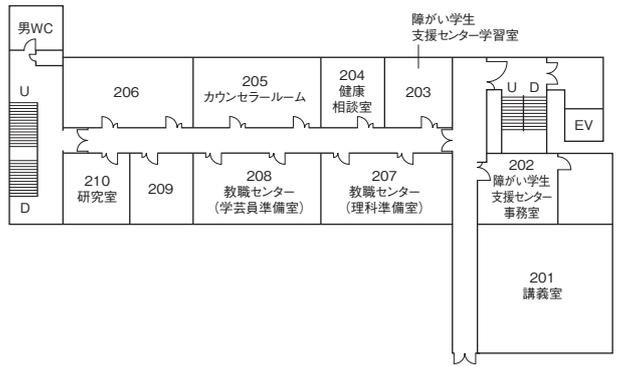 障がい学生
支援センター学習室
男WC
U
D
206
205
カウンセラールーム
204
健康
相談室
203
U D
EV
210
研究室
209
208
教職センター
（学芸員準備室）
207
教職センター
（理科準備室）
202
障がい学生
支援センター
事務室
201
講義室